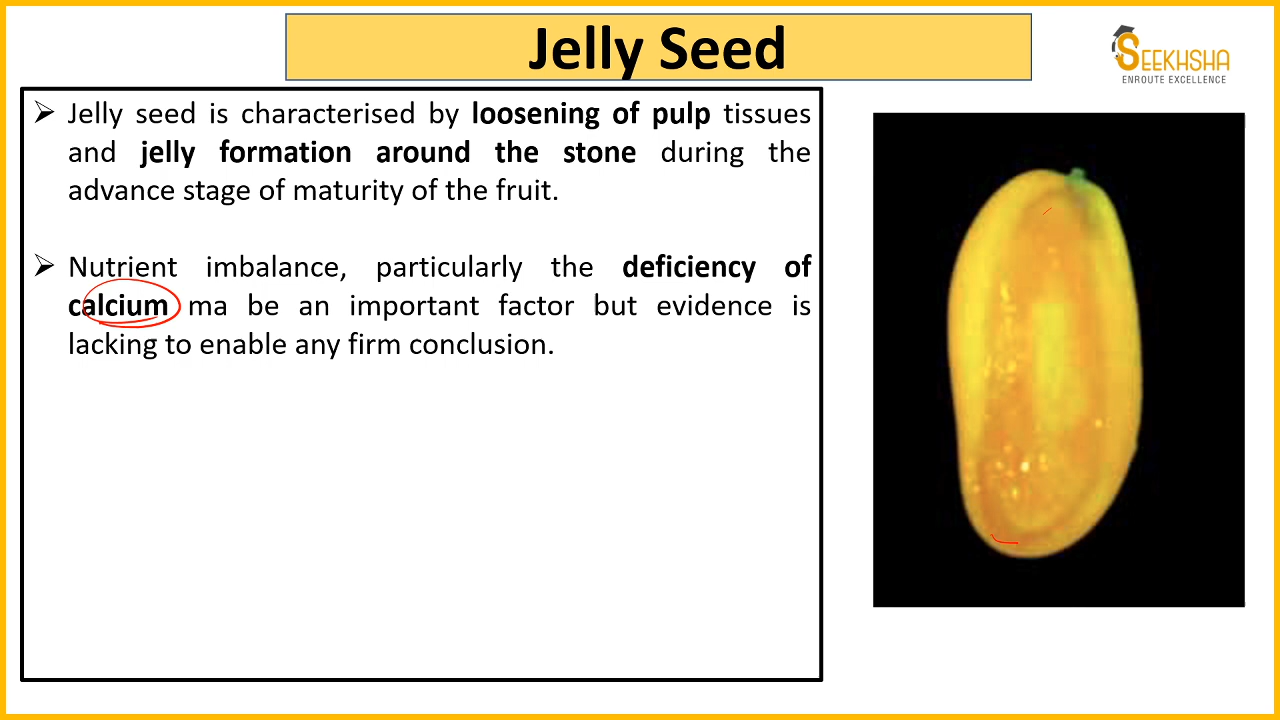 Jelly Seed
SEEKHSHA
ENROUTE EXCELLENCE
➢ Jelly seed is characterised by loosening of pulp tissues
and jelly formation around the stone during the
advance stage of maturity of the fruit.
➢ Nutrient imbalance, particularly the deficiency of
calcium ma be an important factor but evidence is
lacking to enable any firm conclusion.